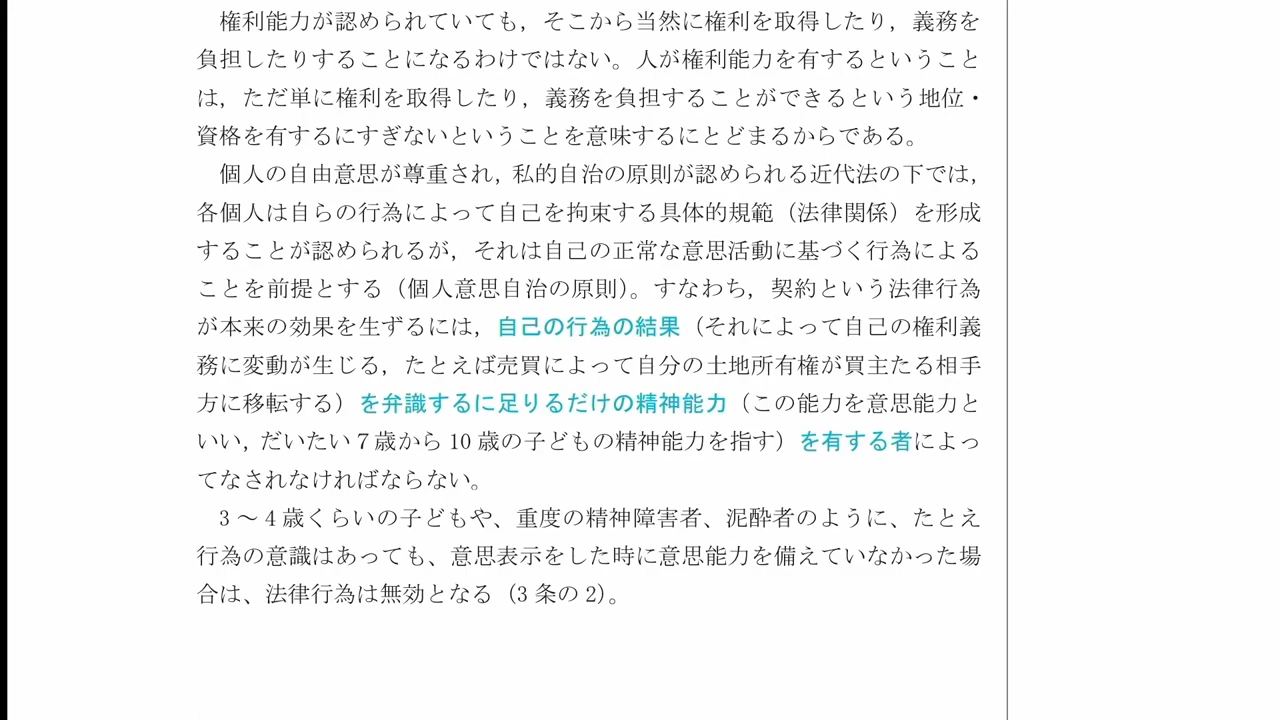 権利能力が認められていても，そこから当然に権利を取得したり，義務を
負担したりすることになるわけではない。人が権利能力を有するということ
は，ただ単に権利を取得したり，義務を負担することができるという地位・
資格を有するにすぎないということを意味するにとどまるからである。
個人の自由意思が尊重され，私的自治の原則が認められる近代法の下では，
各個人は自らの行為によって自己を拘束する具体的規範（法律関係）を形成
することが認められるが，それは自己の正常な意思活動に基づく行為による
ことを前提とする（個人意思自治の原則）。すなわち，契約という法律行為
が本来の効果を生ずるには，自己の行為の結果（それによって自己の権利義
務に変動が生じる，たとえば売買によって自分の土地所有権が買主たる相手
方に移転する）を弁識するに足りるだけの精神能力（この能力を意思能力と
いい，だいたい７歳から 10 歳の子どもの精神能力を指す）を有する者によっ
てなされなければならない。
３～４歳くらいの子どもや、重度の精神障害者、泥酔者のように、たとえ
行為の意識はあっても、意思表示をした時に意思能力を備えていなかった場
合は、法律行為は無効となる（3 条の 2）。